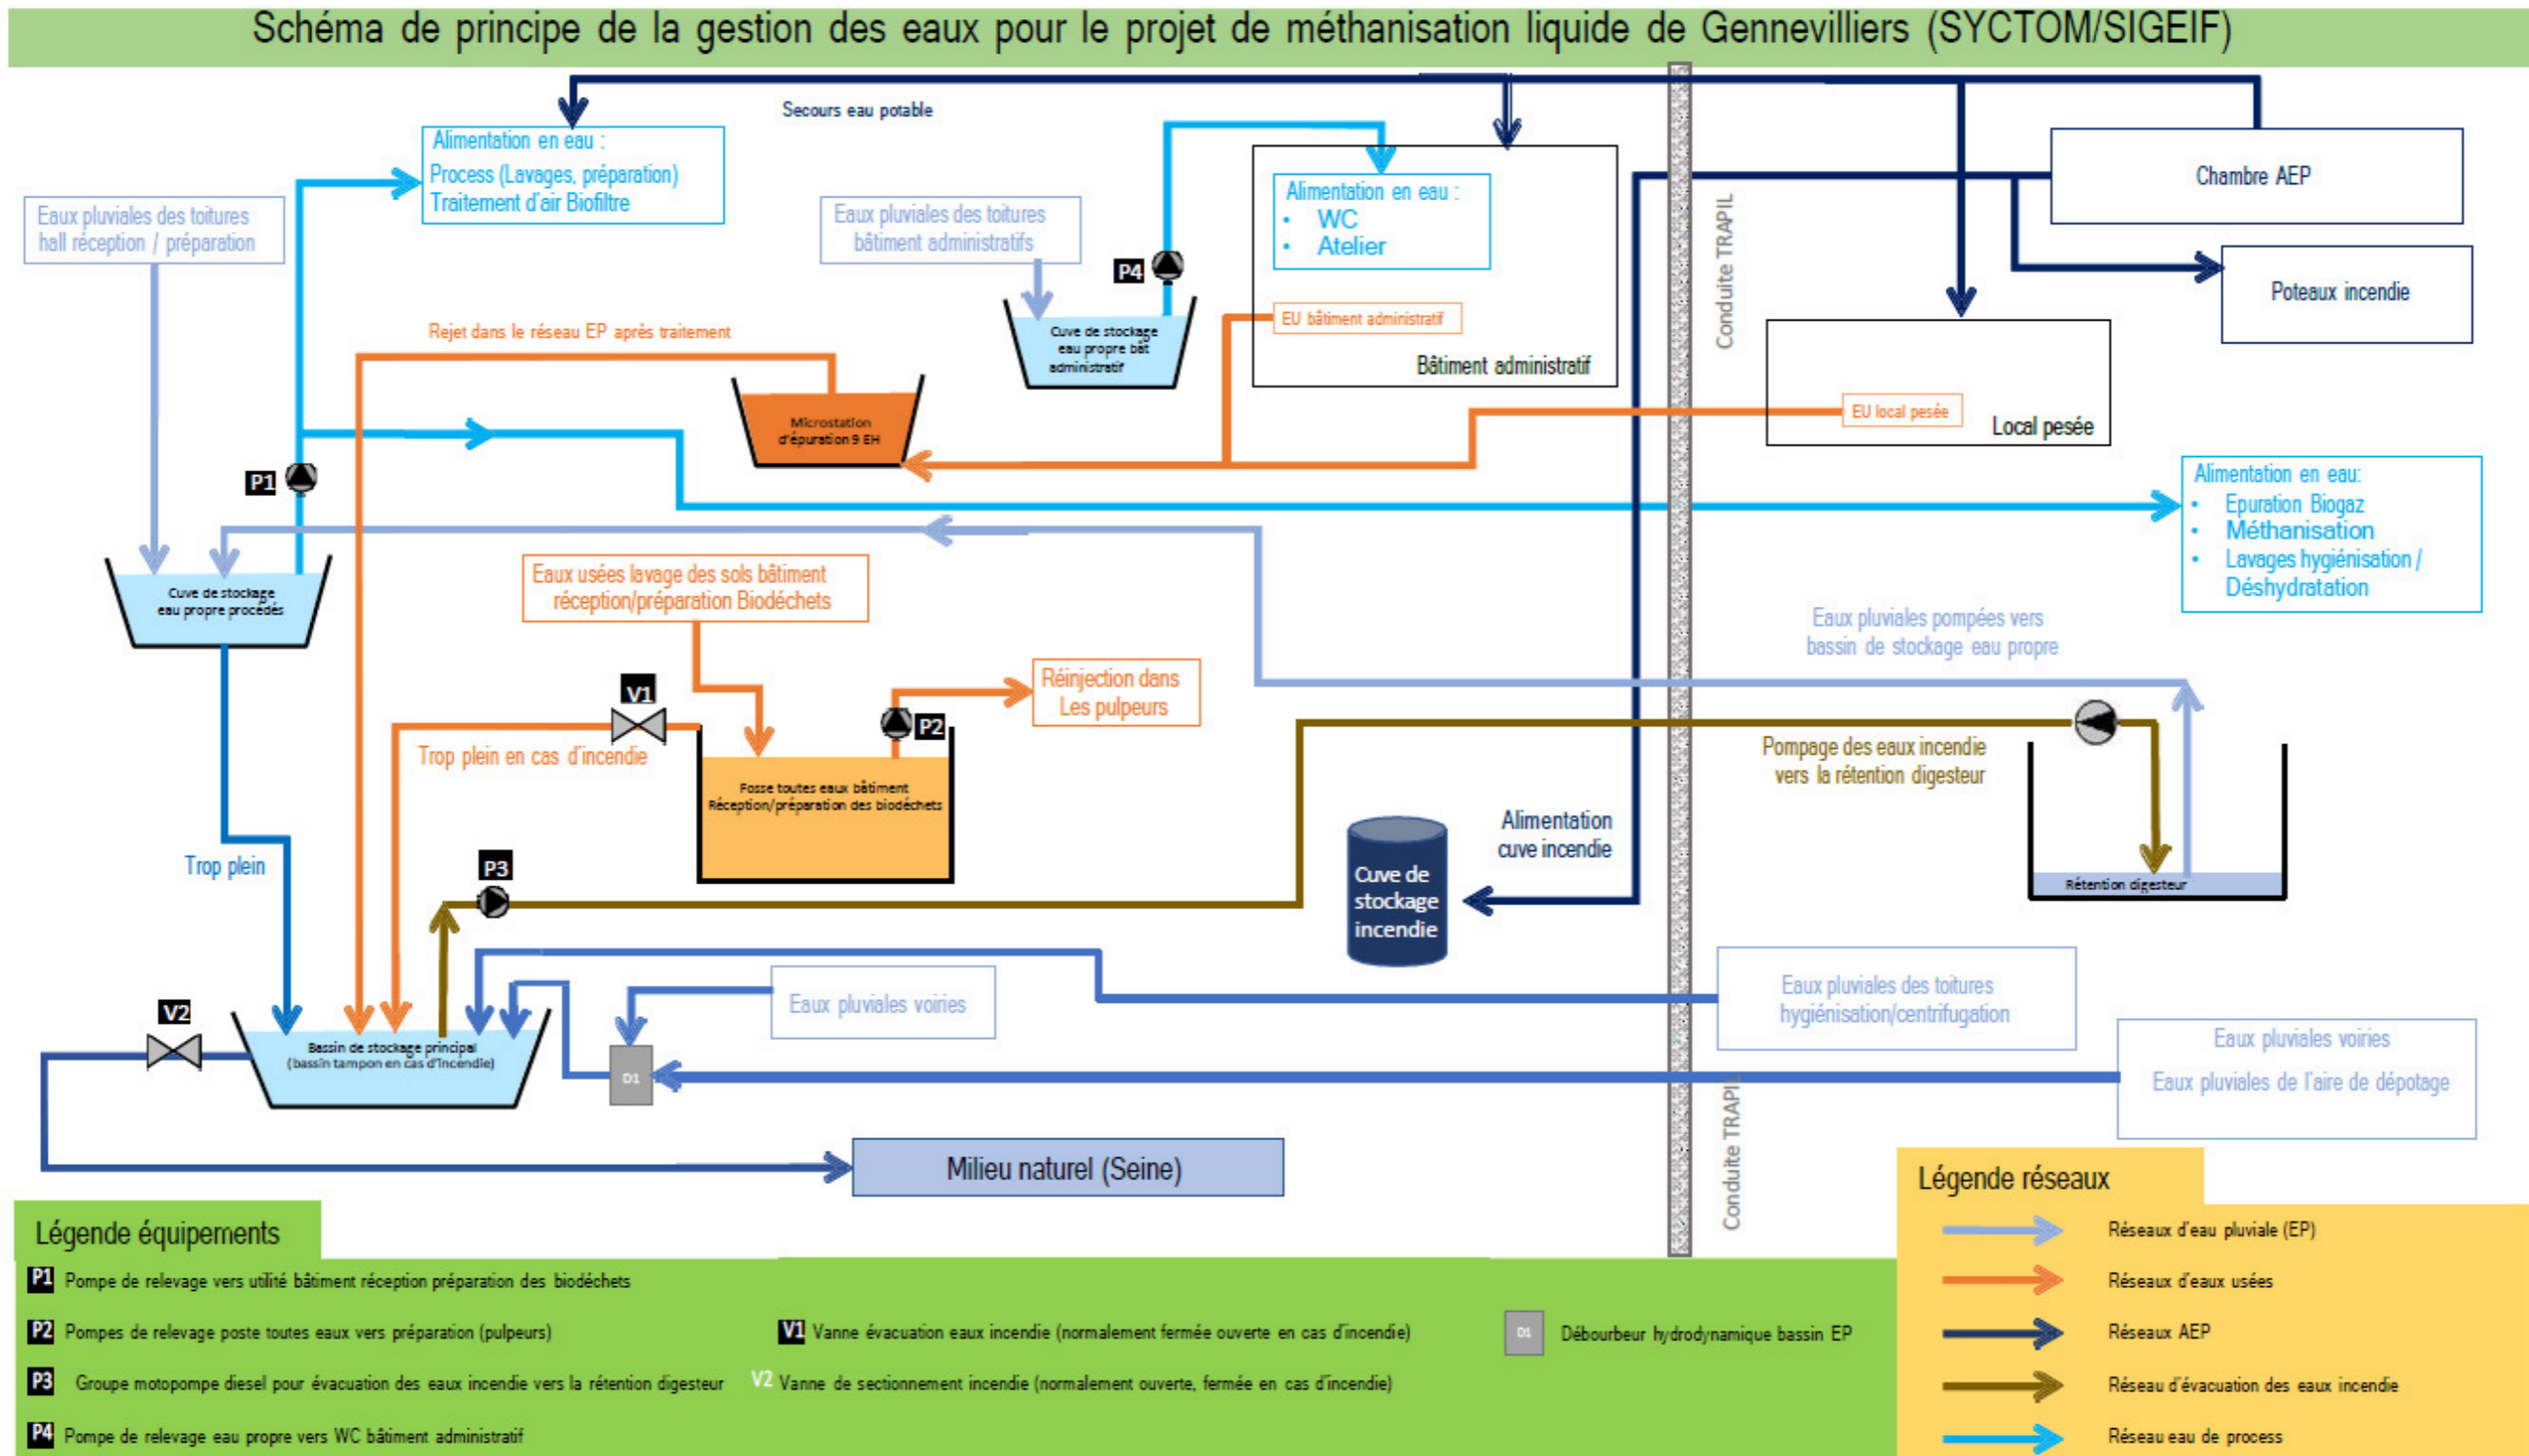 Schéma de principe de la gestion des eaux pour le projet de méthanisation liquide de Gennevilliers (SYCTOM/SIGEIF)
Secours eau potable
Alimentation en eau :
Process (Lavages, préparation)
Traitement d'air Biofiltre
Eaux pluviales des toitures
hall réception / préparation
Eaux pluviales des toitures
bâtiment administratifs
P4
Cuve de stockage
eau propre bât
administratif
Alimentation en eau :
• WC
• Atelier
EU bâtiment administratif
Bâtiment administratif
Conduite TRAPIL
Chambre AEP
Poteaux incendie
EU local pesée
Local pesée
Rejet dans le réseau EP après traitement
Microstation
d'épuration 9 EH
P1
Cuve de stockage
eau propre procédés
Alimentation en eau:
• Epuration Biogaz
• Méthanisation
• Lavages hygiénisation /
Déshydratation
Eaux usées lavage des sols bâtiment
réception/préparation Biodéchets
Eaux pluviales pompées vers
bassin de stockage eau propre
V1
Réinjection dans
Les pulpeurs
P2
Trop plein en cas d'incendie
Fosse toutes eaux bâtiment
Réception/préparation des biodéchets
Pompage des eaux incendie
vers la rétention digesteur
Rétention digesteur
Trop plein
P3
Alimentation
cuve incendie
Cuve de
stockage
incendie
V2
Bassin de stockage principal
(bassin tampon en cas d'incendie)
Eaux pluviales voiries
D1
Eaux pluviales des toitures
hygiénisation/centrifugation
Eaux pluviales voiries
Eaux pluviales de l'aire de dépotage
Conduite TRAPIL
Milieu naturel (Seine)
Légende équipements
P1 Pompe de relevage vers utilité bâtiment réception préparation des biodéchets
P2 Pompes de relevage poste toutes eaux vers préparation (pulpeurs)
P3 Groupe motopompe diesel pour évacuation des eaux incendie vers la rétention digesteur
P4 Pompe de relevage eau propre vers WC bâtiment administratif
V1 Vanne évacuation eaux incendie (normalement fermée ouverte en cas d'incendie)
V2 Vanne de sectionnement incendie (normalement ouverte, fermée en cas d'incendie)
D1 Débourbeur hydrodynamique bassin EP
Légende réseaux
Réseaux d'eau pluviale (EP)
Réseaux d'eaux usées
Réseaux AEP
Réseau d'évacuation des eaux incendie
Réseau eau de process